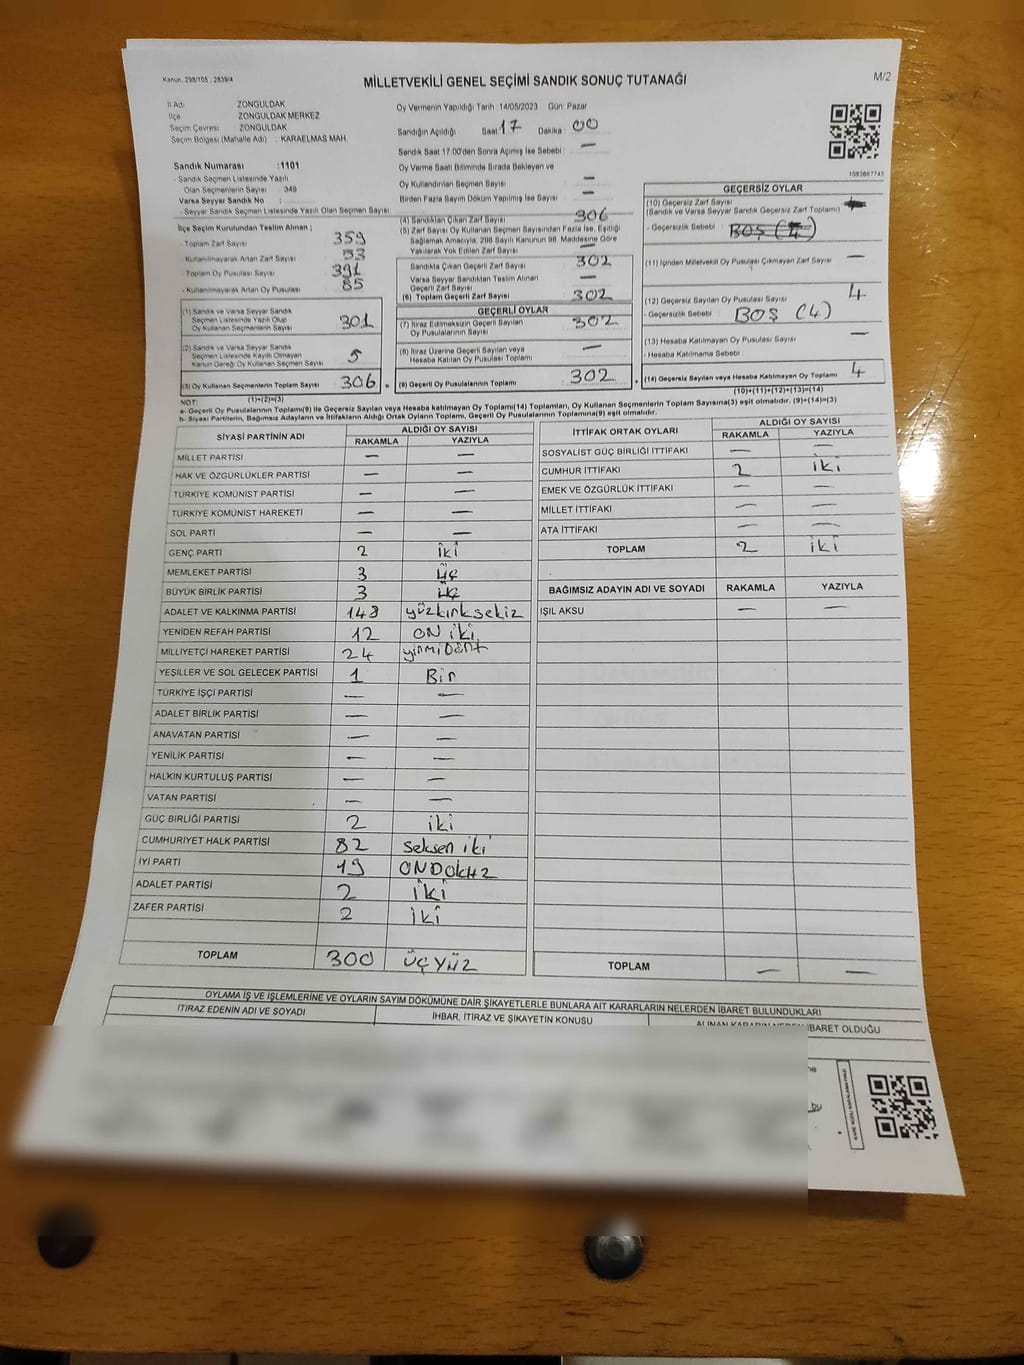 Kanun, 298/105 , 2839/4
MİLLETVEKİLİ GENEL SEÇİMİ SANDIK SONUÇ TUTANAĞI
M/2
İl Adı ZONGULDAK
İlçe ZONGULDAK MERKEZ
Seçim Çevresi ZONGULDAK
Seçim Bölgesi (Mahalle Adı) : KARAELMAS MAH.
Oy Vermenin Yapıldığı Tarih :14/05/2023 Gün: Pazar
Sandığın Açıldığı Saat 17 Dakika : 00
Sandık Saat 17.00'den Sonra Açılmış İse Sebebi : —
Sandık Numarası :1101
- Sandık Seçmen Listesinde Yazılı
Olan Seçmenlerin Sayısı : 349
Varsa Seyyar Sandık No :
- Seyyar Sandık Seçmen Listesinde Yazılı Olan Seçmen Sayısı
Oy Verme Saati Bitiminde Sırada Bekleyen ve
Oy Kullandırılan Seçmen Sayısı —
Birden Fazla Sayım Döküm Yapılmış İse Sayısı —
1083667745
İlçe Seçim Kurulundan Teslim Alınan ;
- Toplam Zarf Sayısı 359
- Kullanılmayarak Artan Zarf Sayısı 53
- Toplam Oy Pusulası Sayısı 391
- Kullanılmayarak Artan Oy Pusulası 85
(1) Sandık ve Varsa Seyyar Sandık
Seçmen Listesinde Yazılı Olup
Oy Kullanan Seçmenlerin Sayısı 301
(2) Sandık ve Varsa Seyyar Sandık
Seçmen Listesinde Kayıtlı Olmayan
Kanun Gereği Oy Kullanan Seçmen Sayısı 5
(3) Oy Kullanan Seçmenlerin Toplam Sayısı 306 =
(1)+(2)=(3)
(4) Sandıktan Çıkan Zarf Sayısı 306
(5) Zarf Sayısı Oy Kullanan Seçmen Sayısından Fazla İse, Eşitliği
Sağlamak Amacıyla, 298 Sayılı Kanunun 98. Maddesine Göre
Yakılarak Yok Edilen Zarf Sayısı —
Sandıkta Çıkan Geçerli Zarf Sayısı 302
Varsa Seyyar Sandıktan Teslim Alınan
Geçerli Zarf Sayısı —
(6) Toplam Geçerli Zarf Sayısı 302
GEÇERLİ OYLAR
(7) İtiraz Edilmeksizin Geçerli Sayılan
Oy Pusulalarının Sayısı 302
(8) İtiraz Üzerine Geçerli Sayılan veya
Hesaba Katılan Oy Pusulası Toplamı —
(9) Geçerli Oy Pusulalarının Toplamı 302 +
GEÇERSİZ OYLAR
(10) Geçersiz Zarf Sayısı
(Sandık ve Varsa Seyyar Sandık Geçersiz Zarf Toplamı)
- Geçersizlik Sebebi : BOŞ (4)
(11) İçinden Milletvekili Oy Pusulası Çıkmayan Zarf Sayısı —
(12) Geçersiz Sayılan Oy Pusulası Sayısı 4
- Geçersizlik Sebebi : BOŞ (4)
(13) Hesaba Katılmayan Oy Pusulası Sayısı —
- Hesaba Katılmama Sebebi :
(14) Geçersiz Sayılan veya Hesaba Katılmayan Oy Toplamı 4
(10)+(11)+(12)+(13)=(14)
NOT:
a- Geçerli Oy Pusulalarının Toplamı(9) ile Geçersiz Sayılan veya Hesaba Katılmayan Oy Toplamı(14) Toplamları, Oy Kullanan Seçmenlerin Toplam Sayısına(3) eşit olmalıdır. (9)+(14)=(3)
b- Siyasi Partilerin, Bağımsız Adayların ve İttifakların Aldığı Ortak Oyların Toplamı, Geçerli Oy Pusulalarının Toplamına(9) eşit olmalıdır.
SİYASİ PARTİNİN ADI ALDIĞI OY SAYISI
RAKAMLA YAZIYLA
MİLLET PARTİSİ — —
HAK VE ÖZGÜRLÜKLER PARTİSİ — —
TÜRKİYE KOMÜNİST PARTİSİ — —
TÜRKİYE KOMÜNİST HAREKETİ — —
SOL PARTİ — —
GENÇ PARTİ 2 iki
MEMLEKET PARTİSİ 3 üç
BÜYÜK BİRLİK PARTİSİ 3 üç
ADALET VE KALKINMA PARTİSİ 148 yüzkırksekiz
YENİDEN REFAH PARTİSİ 12 ON iki
MİLLİYETÇİ HAREKET PARTİSİ 24 yirmiDört
YEŞİLLER VE SOL GELECEK PARTİSİ 1 Bir
TÜRKİYE İŞÇİ PARTİSİ — —
ADALET BİRLİK PARTİSİ — —
ANAVATAN PARTİSİ — —
YENİLİK PARTİSİ — —
HALKIN KURTULUŞ PARTİSİ — —
VATAN PARTİSİ — —
GÜÇ BİRLİĞİ PARTİSİ 2 iki
CUMHURİYET HALK PARTİSİ 82 seksen iki
İYİ PARTİ 19 ONDOKUZ
ADALET PARTİSİ 2 iki
ZAFER PARTİSİ 2 iki
TOPLAM 300 ÜÇYÜZ
İTTİFAK ORTAK OYLARI ALDIĞI OY SAYISI
RAKAMLA YAZIYLA
SOSYALİST GÜÇ BİRLİĞİ İTTİFAKI — —
CUMHUR İTTİFAKI 2 iki
EMEK VE ÖZGÜRLÜK İTTİFAKI — —
MİLLET İTTİFAKI — —
ATA İTTİFAKI — —
TOPLAM 2 iki
BAĞIMSIZ ADAYIN ADI VE SOYADI RAKAMLA YAZIYLA
IŞIL AKSU — —
TOPLAM — —
OYLAMA İŞ VE İŞLEMLERİNE VE OYLARIN SAYIM DÖKÜMÜNE DAİR ŞİKAYETLERLE BUNLARA AİT KARARLARIN NELERDEN İBARET BULUNDUKLARI
İTİRAZ EDENİN ADI VE SOYADI İHBAR, İTİRAZ VE ŞİKAYETİN KONUSU ALINAN KARARIN NEDEN İBARET OLDUĞU